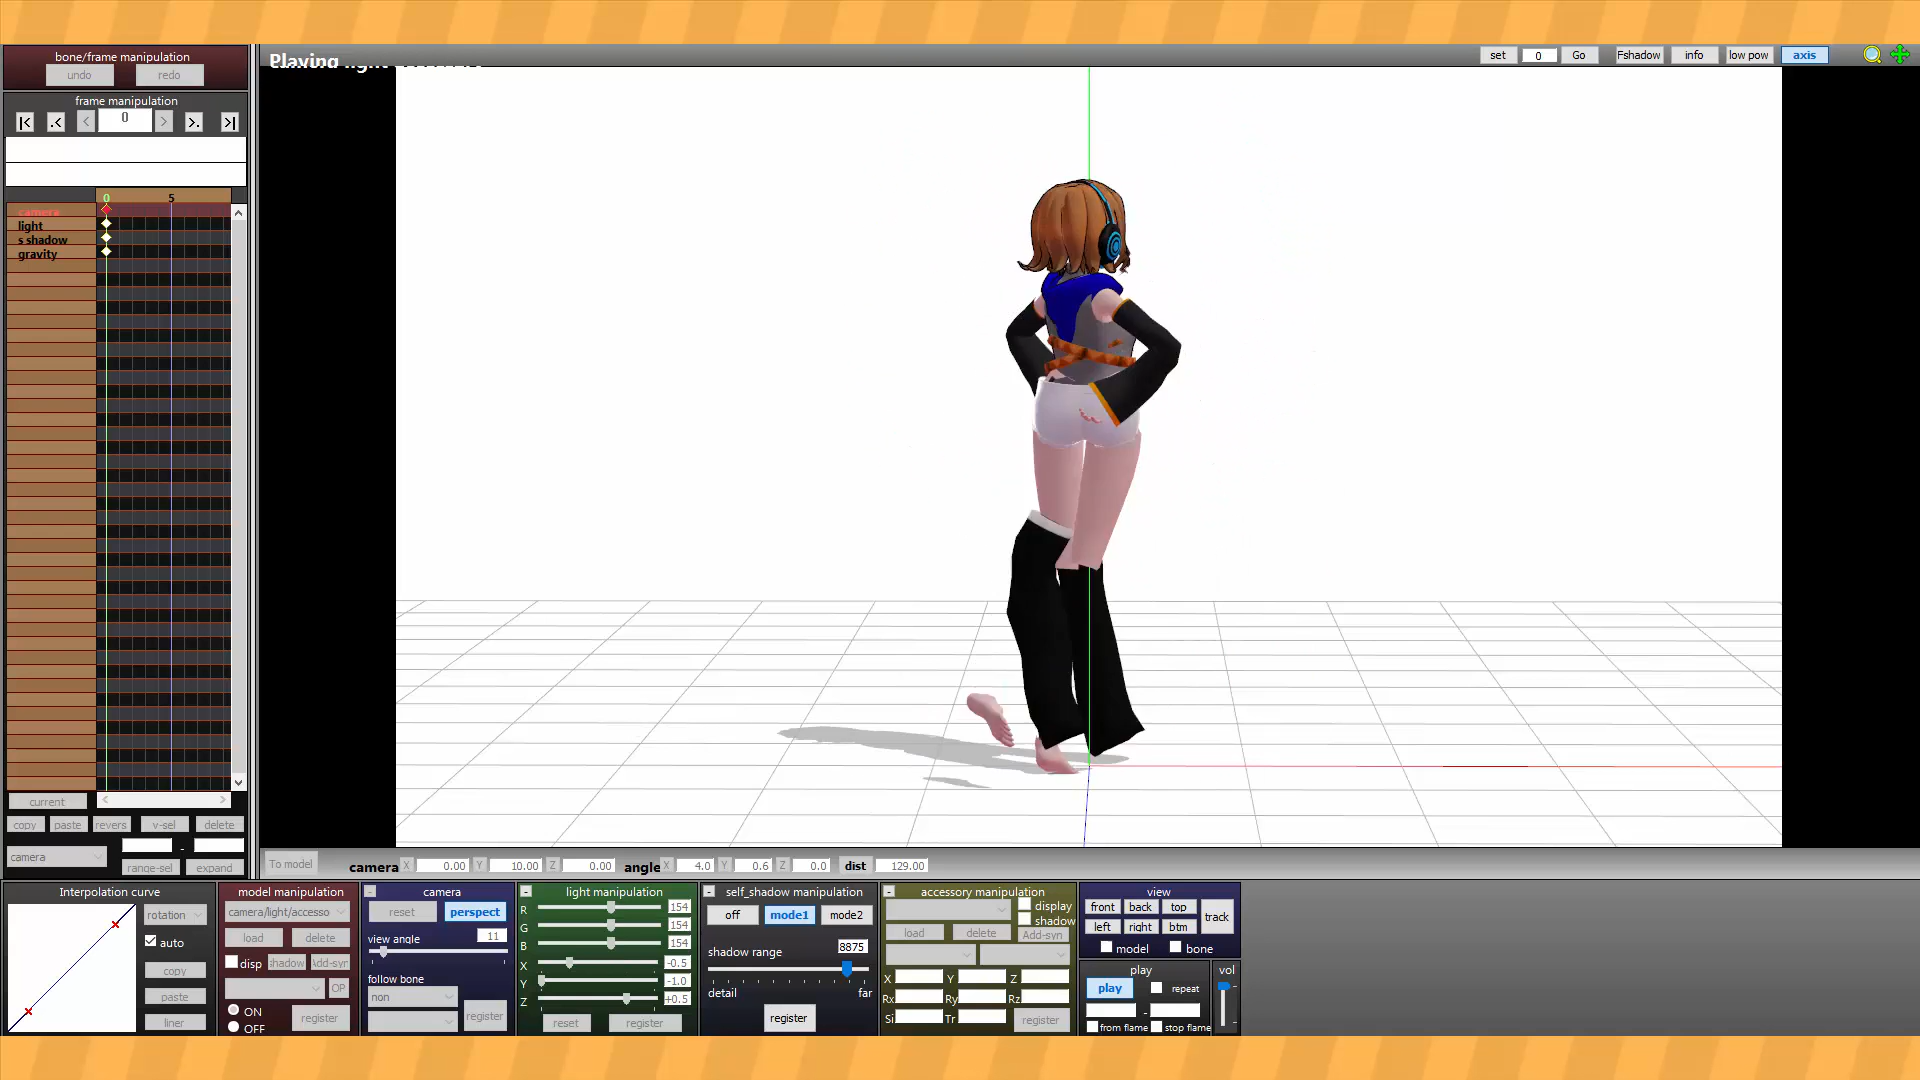 bone/frame manipulation
undo redo
Playing light
set 0 Go Fshadow info low pow axis
frame manipulation
|< .< < 0 > >. >|
0 5
camera
light
s shadow
gravity
current < >
copy paste revers v-sel delete
camera - range-sel expand
To model camera X 0.00 Y 10.00 Z 0.00 angle X 4.0 Y 0.6 Z 0.0 dist 129.00
Interpolation curve
rotation
auto
copy
paste
liner
model manipulation
camera/light/accesso
load delete
disp shadow Add-syn
OP
ON
OFF
register
- camera
reset perspect
view angle 11
follow bone
non
register
- light manipulation
R 154
G 154
B 154
X -0.5
Y -1.0
Z +0.5
reset register
- self_shadow manipulation
off mode1 mode2
shadow range 8875
detail far
register
- accessory manipulation
display
shadow
load delete Add-syn
X Y Z
Rx Ry Rz
Si Tr register
view
front back top
left right btm
track
model bone
play
play repeat
-
from flame stop flame
vol